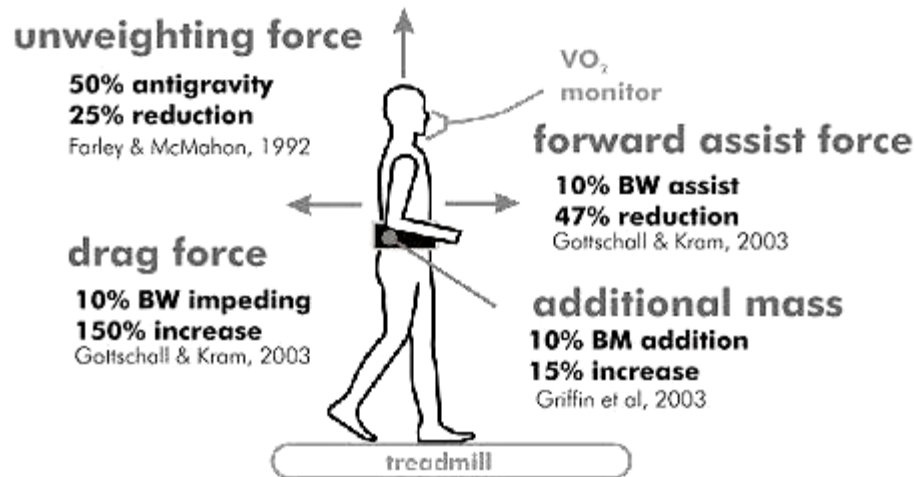 unweighting force
50% antigravity
25% reduction
Farley & McMahon, 1992
VO₂
monitor
forward assist force
10% BW assist
47% reduction
Gottschall & Kram, 2003
drag force
10% BW impeding
150% increase
Gottschall & Kram, 2003
additional mass
10% BM addition
15% increase
Griffin et al, 2003
treadmill